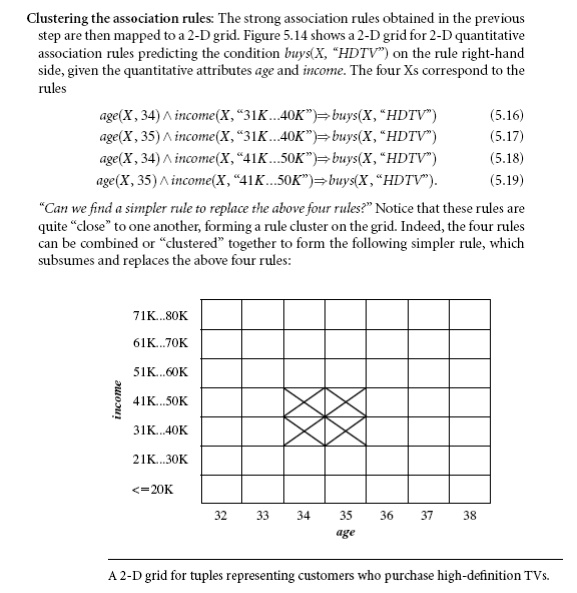 Clustering the association rules: The strong association rules obtained in the previous
step are then mapped to a 2-D grid. Figure 5.14 shows a 2-D grid for 2-D quantitative
association rules predicting the condition buys(X, “HDTV”) on the rule right-hand
side, given the quantitative attributes age and income. The four Xs correspond to the
rules
age(X, 34) ∧ income(X, “31K...40K”)⇒buys(X, “HDTV”) (5.16)
age(X, 35) ∧ income(X, “31K...40K”)⇒buys(X, “HDTV”) (5.17)
age(X, 34) ∧ income(X, “41K...50K”)⇒buys(X, “HDTV”) (5.18)
age(X, 35) ∧ income(X, “41K...50K”)⇒buys(X, “HDTV”). (5.19)
“Can we find a simpler rule to replace the above four rules?” Notice that these rules are
quite “close” to one another, forming a rule cluster on the grid. Indeed, the four rules
can be combined or “clustered” together to form the following simpler rule, which
subsumes and replaces the above four rules:
71K...80K
61K...70K
51K...60K
41K...50K
31K...40K
21K...30K
<=20K
income
32 33 34 35 36 37 38
age
A 2-D grid for tuples representing customers who purchase high-definition TVs.